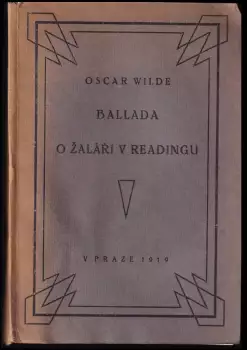 OSCAR WILDE
BALLADA
O ŽALÁŘI V READINGU
V PRAZE 1919